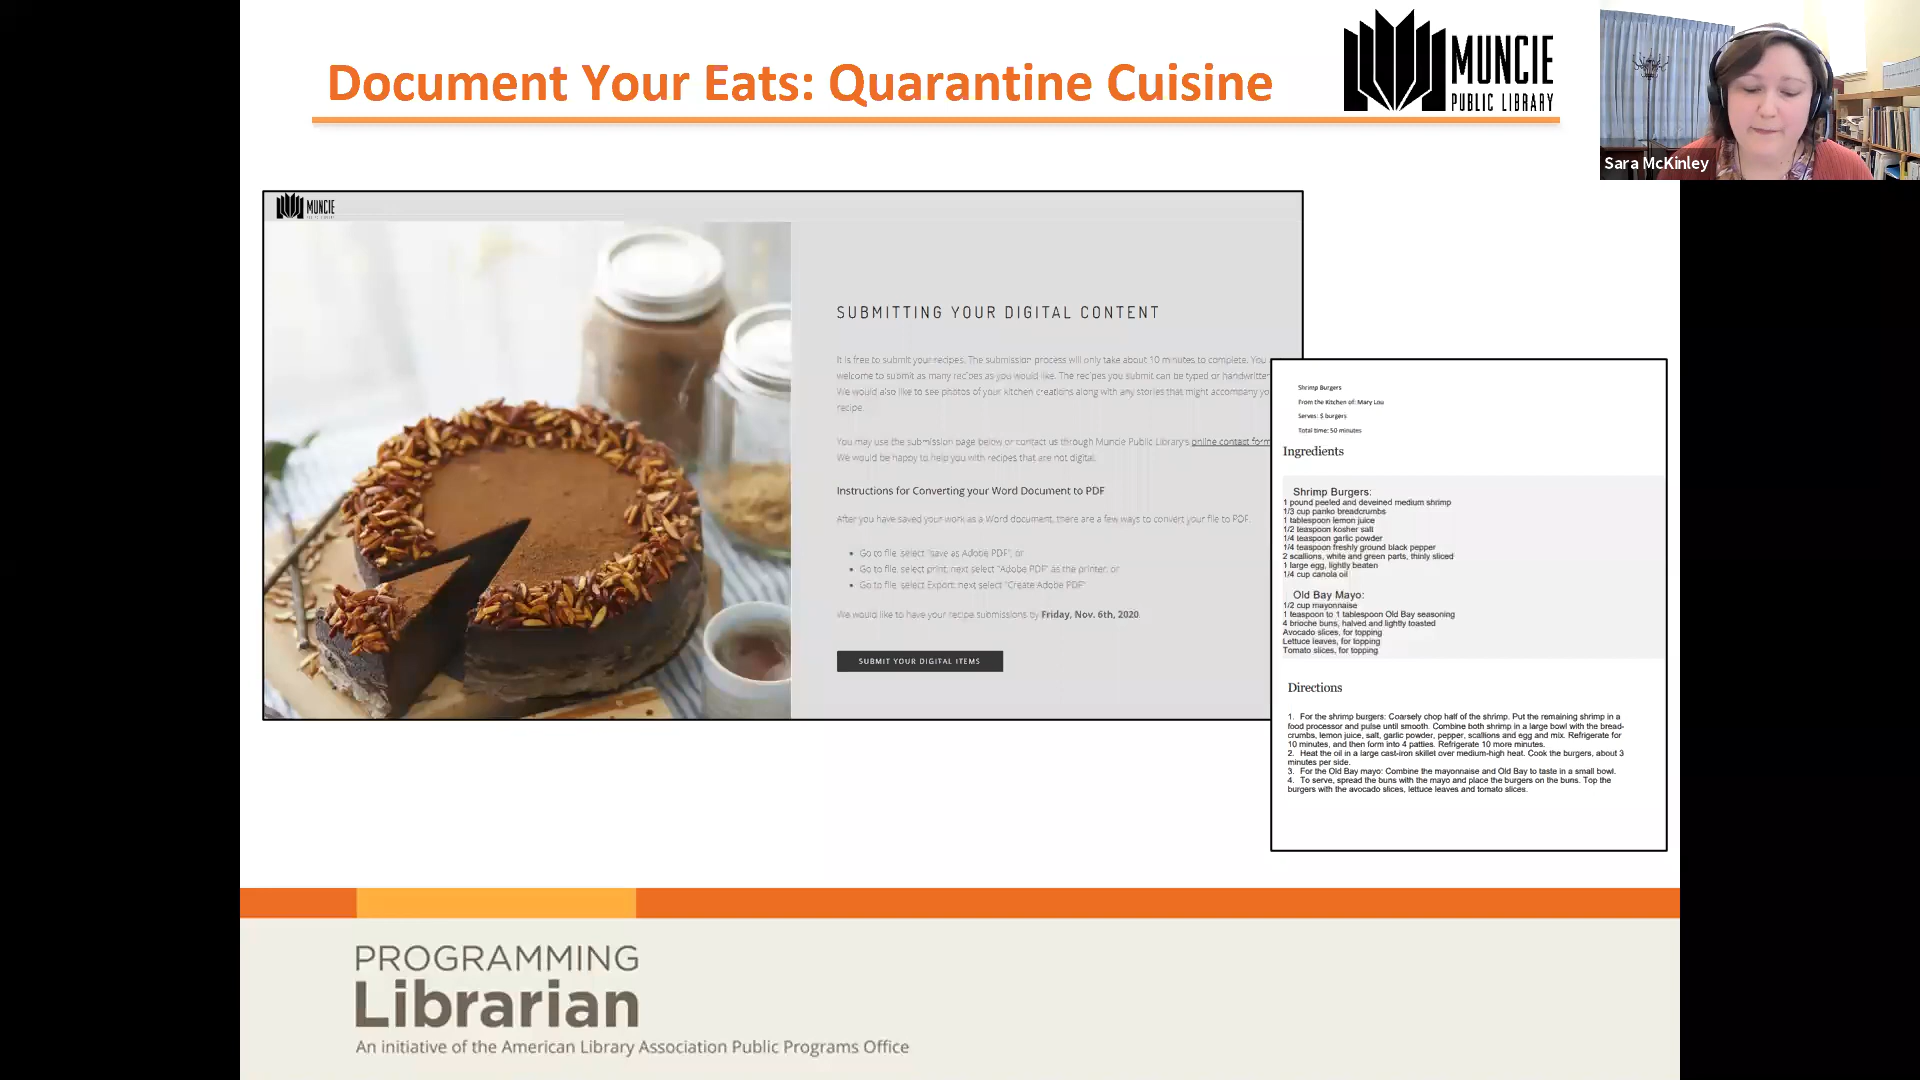 Document Your Eats: Quarantine Cuisine
MUNCIE
PUBLIC LIBRARY
Sara McKinley
MUNCIE
SUBMITTING YOUR DIGITAL CONTENT
It is free to submit your recipes. The submission process will only take about 10 minutes to complete. You
welcome to submit as many recipes as you would like. The recipes you submit can be typed or handwritten
We would also like to see photos of your kitchen creations along with any stories that might accompany yo
recipe.
You may use the submission page below or contact us through Muncie Public Library's online contact form
We would be happy to help you with recipes that are not digital.
Instructions for Converting your Word Document to PDF
After you have saved your work as a Word document, there are a few ways to convert your file to PDF.
• Go to file, select "save as Adobe PDF"; or
• Go to file, select print; next select "Adobe PDF" as the printer; or
• Go to file, select Export; next select "Create Adobe PDF"
We would like to have your recipe submissions by Friday, Nov. 6th, 2020.
SUBMIT YOUR DIGITAL ITEMS
Shrimp Burgers
From the Kitchen of: Mary Lou
Serves: 5 burgers
Total time: 50 minutes
Ingredients
Shrimp Burgers:
1 pound peeled and deveined medium shrimp
1/3 cup panko breadcrumbs
1 tablespoon lemon juice
1/2 teaspoon kosher salt
1/4 teaspoon garlic powder
1/4 teaspoon freshly ground black pepper
2 scallions, white and green parts, thinly sliced
1 large egg, lightly beaten
1/4 cup canola oil
Old Bay Mayo:
1/2 cup mayonnaise
1 teaspoon to 1 tablespoon Old Bay seasoning
4 brioche buns, halved and lightly toasted
Avocado slices, for topping
Lettuce leaves, for topping
Tomato slices, for topping
Directions
1. For the shrimp burgers: Coarsely chop half of the shrimp. Put the remaining shrimp in a
food processor and pulse until smooth. Combine both shrimp in a large bowl with the bread-
crumbs, lemon juice, salt, garlic powder, pepper, scallions and egg and mix. Refrigerate for
10 minutes, and then form into 4 patties. Refrigerate 10 more minutes.
2. Heat the oil in a large cast-iron skillet over medium-high heat. Cook the burgers, about 3
minutes per side.
3. For the Old Bay mayo: Combine the mayonnaise and Old Bay to taste in a small bowl.
4. To serve, spread the buns with the mayo and place the burgers on the buns. Top the
burgers with the avocado slices, lettuce leaves and tomato slices.
PROGRAMMING
Librarian
An initiative of the American Library Association Public Programs Office